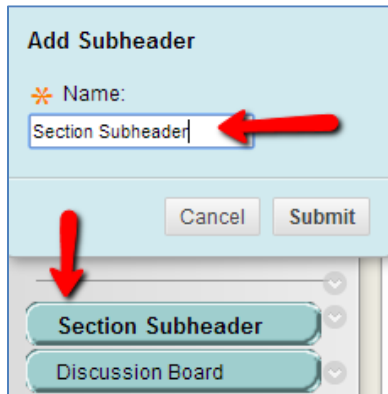 Add Subheader
* Name:
Section Subheader
Cancel Submit
Section Subheader
Discussion Board